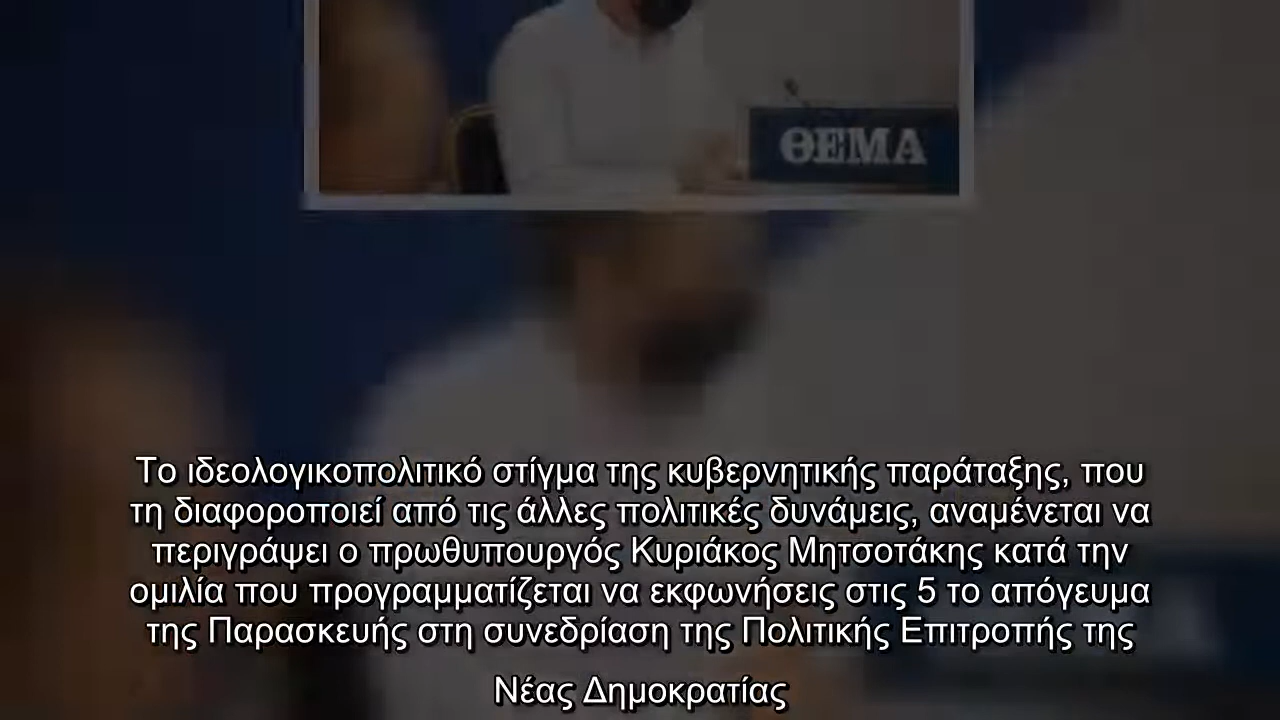 ΘΕΜΑ
Το ιδεολογικοπολιτικό στίγμα της κυβερνητικής παράταξης, που
τη διαφοροποιεί από τις άλλες πολιτικές δυνάμεις, αναμένεται να
περιγράψει ο πρωθυπουργός Κυριάκος Μητσοτάκης κατά την
ομιλία που προγραμματίζεται να εκφωνήσεις στις 5 το απόγευμα
της Παρασκευής στη συνεδρίαση της Πολιτικής Επιτροπής της
Νέας Δημοκρατίας